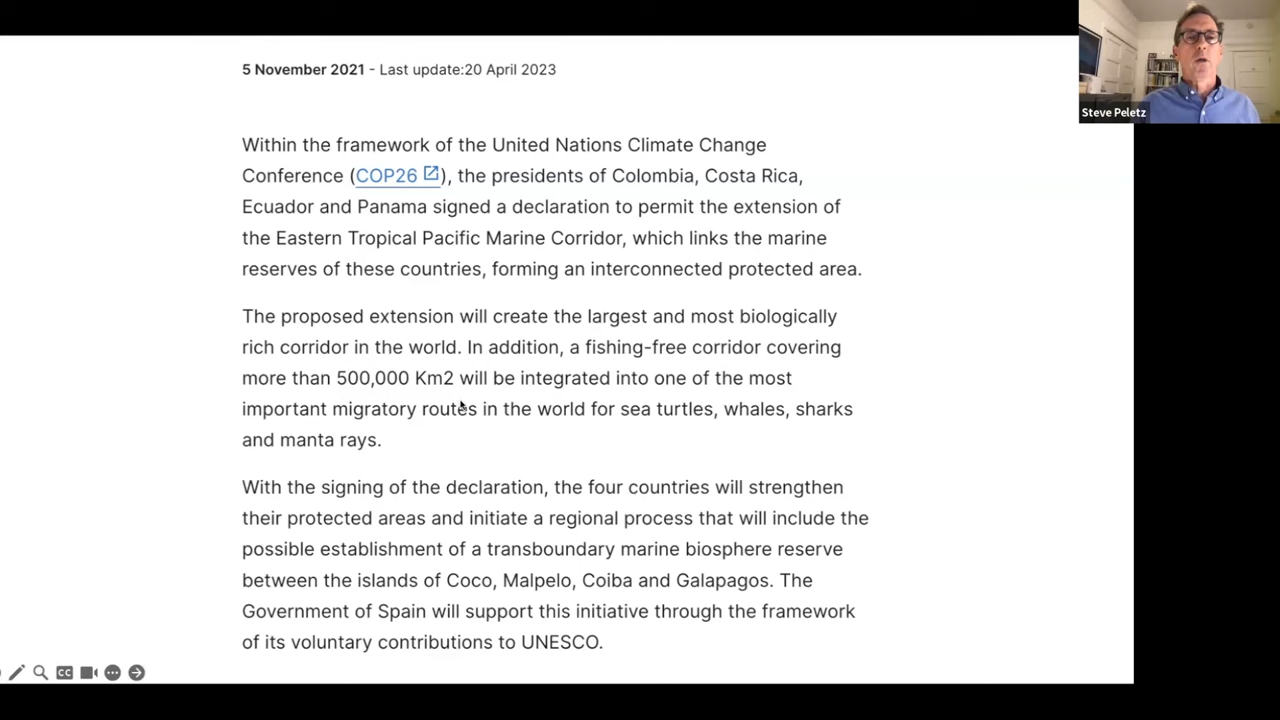 5 November 2021 - Last update:20 April 2023
Within the framework of the United Nations Climate Change
Conference (COP26), the presidents of Colombia, Costa Rica,
Ecuador and Panama signed a declaration to permit the extension of
the Eastern Tropical Pacific Marine Corridor, which links the marine
reserves of these countries, forming an interconnected protected area.
The proposed extension will create the largest and most biologically
rich corridor in the world. In addition, a fishing-free corridor covering
more than 500,000 Km2 will be integrated into one of the most
important migratory routes in the world for sea turtles, whales, sharks
and manta rays.
With the signing of the declaration, the four countries will strengthen
their protected areas and initiate a regional process that will include the
possible establishment of a transboundary marine biosphere reserve
between the islands of Coco, Malpelo, Coiba and Galapagos. The
Government of Spain will support this initiative through the framework
of its voluntary contributions to UNESCO.
Steve Peletz
CC